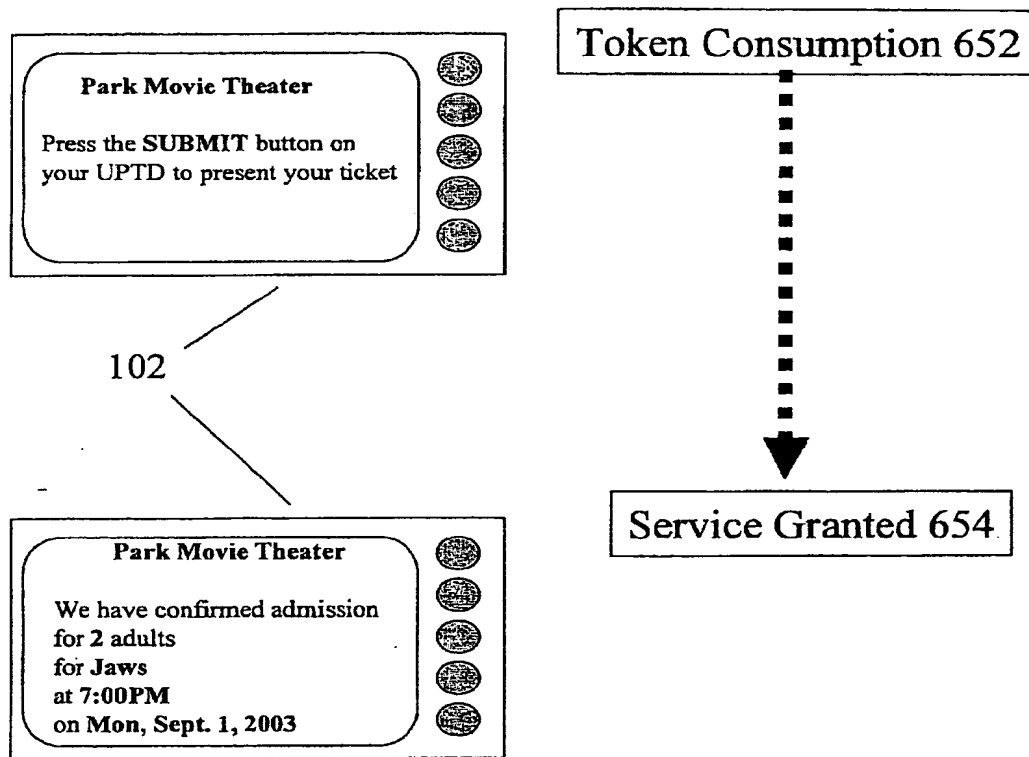 Park Movie Theater
Press the SUBMIT button on
your UPTD to present your ticket
Token Consumption 652
102
Park Movie Theater
We have confirmed admission
for 2 adults
for Jaws
at 7:00PM
on Mon, Sept. 1, 2003
Service Granted 654